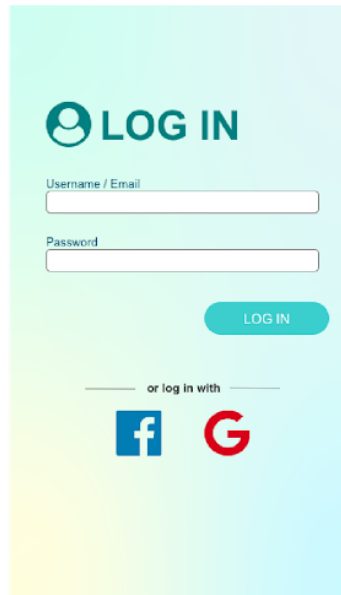 LOG IN
Username / Email
Password
LOG IN
or log in with
f G